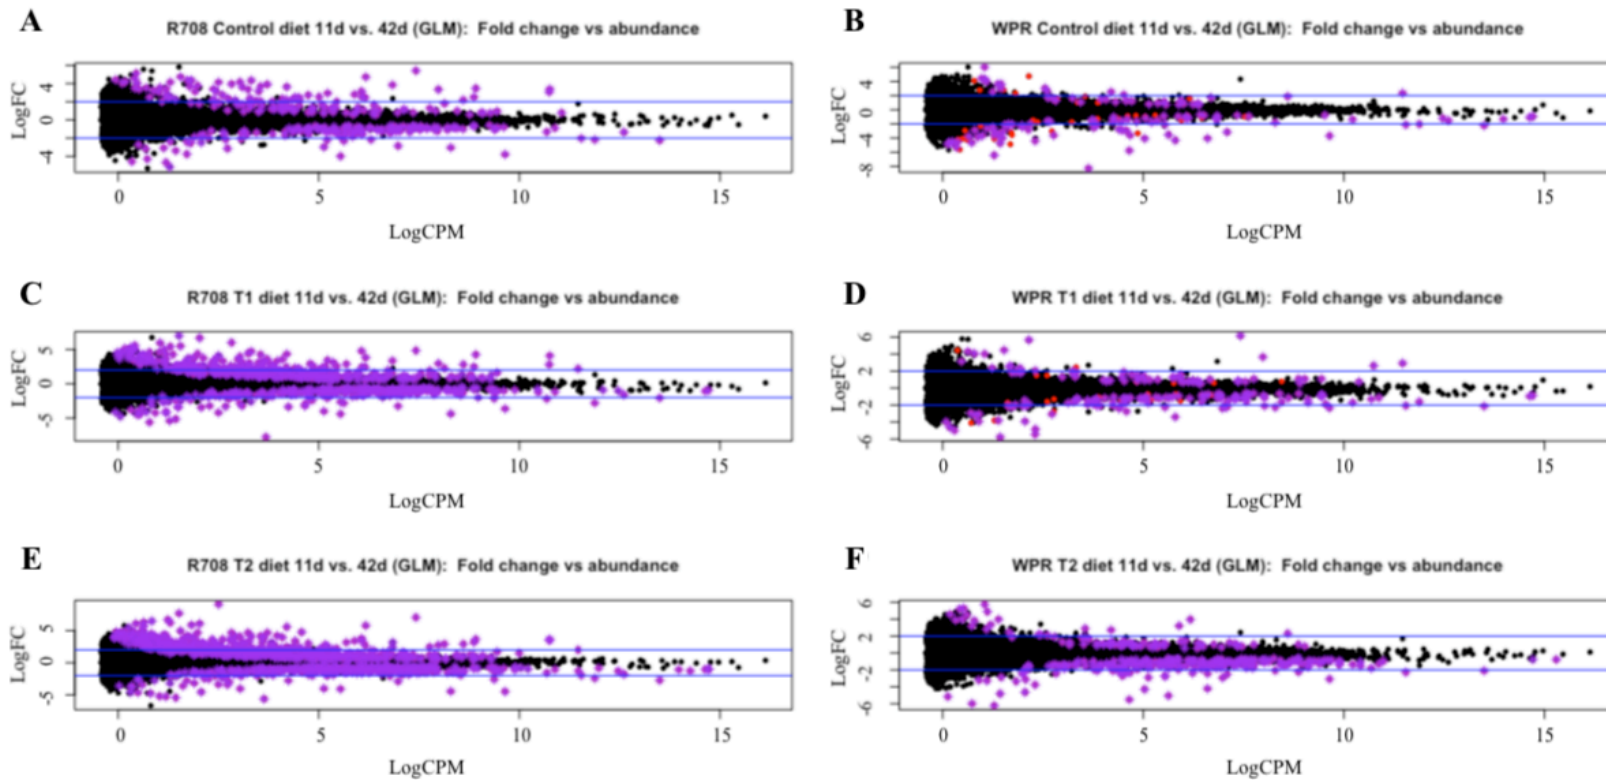 A
R708 Control diet 11d vs. 42d (GLM): Fold change vs abundance
LogFC
4
0
-4
0 5 10 15
LogCPM
B
WPR Control diet 11d vs. 42d (GLM): Fold change vs abundance
LogFC
4
0
-4
-8
0 5 10 15
LogCPM
C
R708 T1 diet 11d vs. 42d (GLM): Fold change vs abundance
LogFC
5
0
-5
0 5 10 15
LogCPM
D
WPR T1 diet 11d vs. 42d (GLM): Fold change vs abundance
LogFC
6
2
-2
-6
0 5 10 15
LogCPM
E
R708 T2 diet 11d vs. 42d (GLM): Fold change vs abundance
LogFC
5
0
-5
0 5 10 15
LogCPM
F
WPR T2 diet 11d vs. 42d (GLM): Fold change vs abundance
LogFC
6
2
-2
-6
0 5 10 15
LogCPM